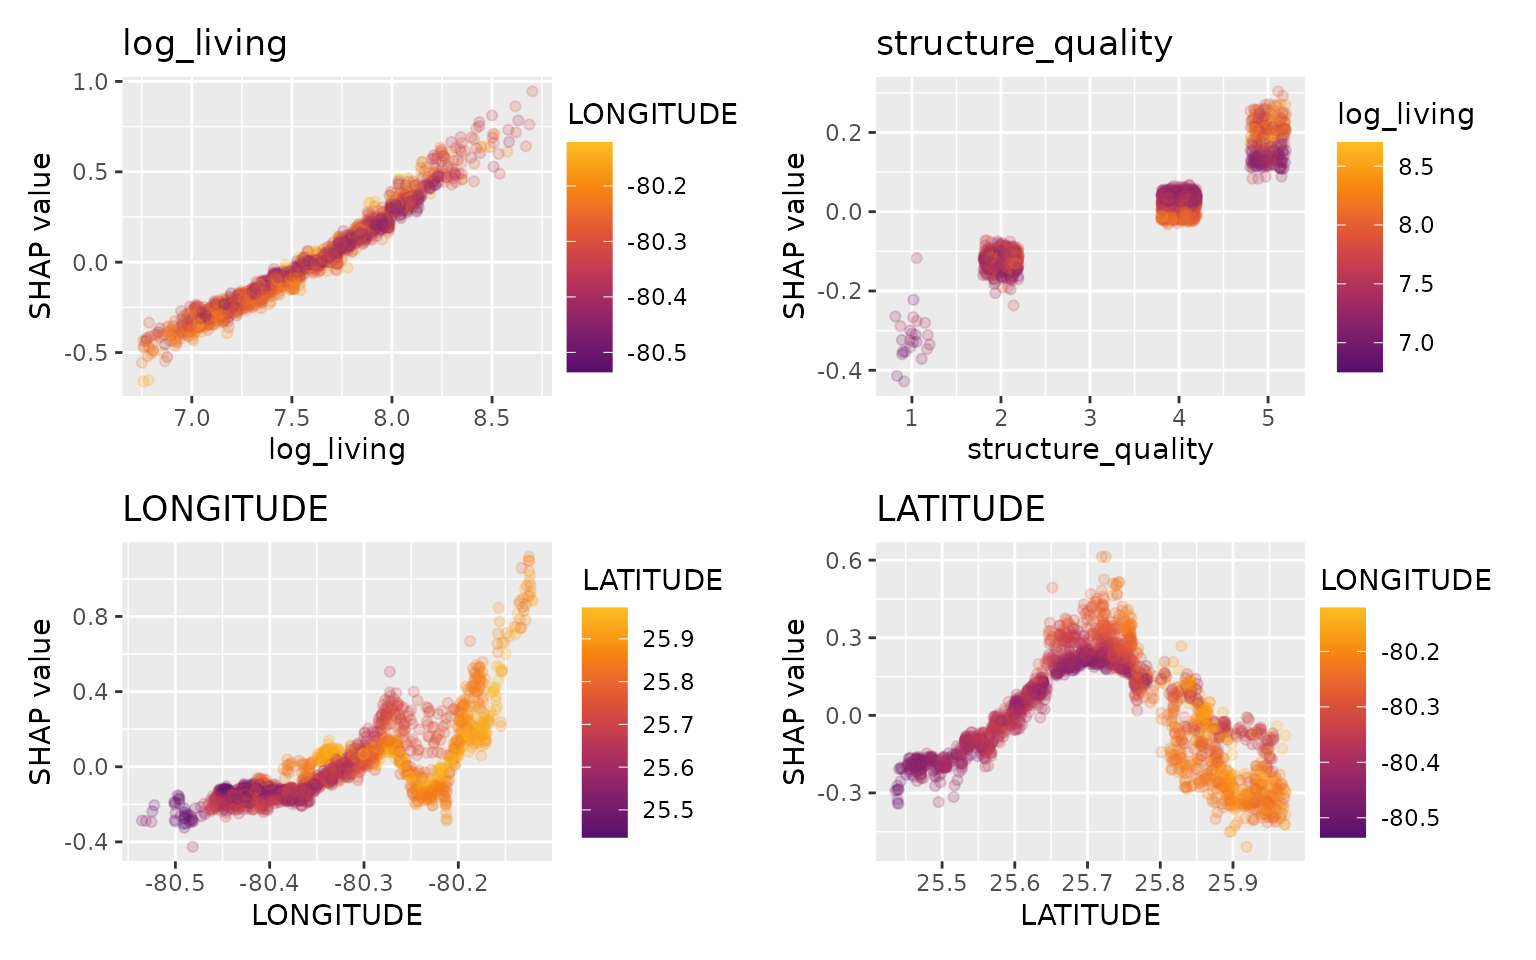 log_living
SHAP value
1.0
0.5
0.0
-0.5
7.0 7.5 8.0 8.5
log_living
LONGITUDE
-80.2
-80.3
-80.4
-80.5
structure_quality
SHAP value
0.2
0.0
-0.2
-0.4
1 2 3 4 5
structure_quality
log_living
8.5
8.0
7.5
7.0
LONGITUDE
SHAP value
0.8
0.4
0.0
-0.4
-80.5 -80.4 -80.3 -80.2
LONGITUDE
LATITUDE
25.9
25.8
25.7
25.6
25.5
LATITUDE
SHAP value
0.6
0.3
0.0
-0.3
25.5 25.6 25.7 25.8 25.9
LATITUDE
LONGITUDE
-80.2
-80.3
-80.4
-80.5